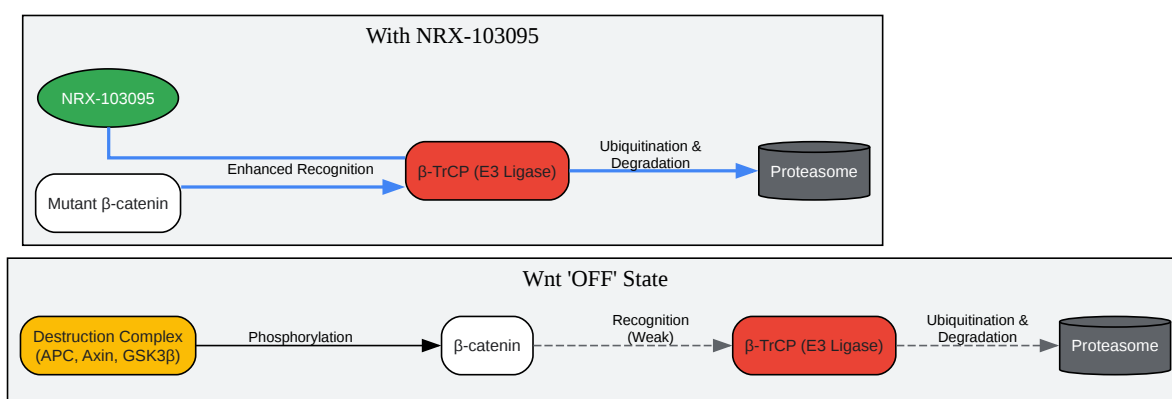 With NRX-103095
NRX-103095
Enhanced Recognition
Mutant β-catenin
β-TrCP (E3 Ligase)
Ubiquitination &
Degradation
Proteasome
Wnt 'OFF' State
Destruction Complex
(APC, Axin, GSK3β)
Phosphorylation
β-catenin
Recognition
(Weak)
β-TrCP (E3 Ligase)
Ubiquitination &
Degradation
Proteasome